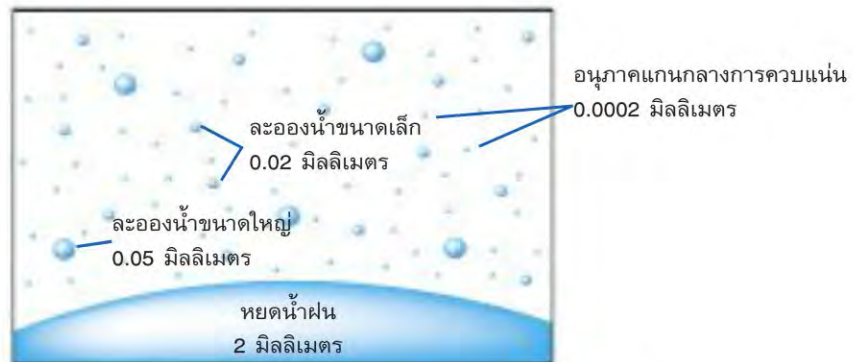 อนุภาคแกนกลางการควบแน่น
0.0002 มิลลิเมตร
ละอองน้ำขนาดเล็ก
0.02 มิลลิเมตร
ละอองน้ำขนาดใหญ่
0.05 มิลลิเมตร
หยดน้ำฝน
2 มิลลิเมตร